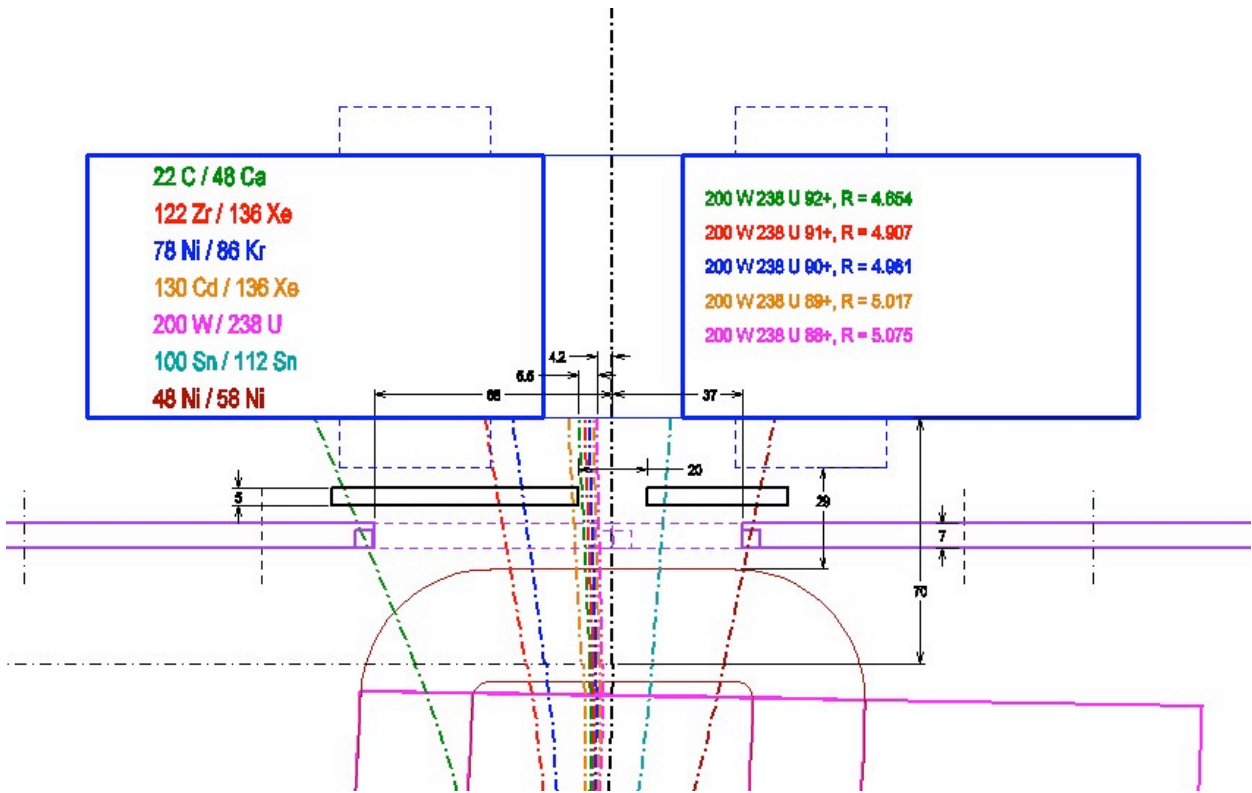 22 C / 48 Ca
122 Zr / 136 Xe
78 Ni / 86 Kr
130 Cd / 136 Xe
200 W / 238 U
100 Sn / 112 Sn
48 Ni / 58 Ni
200 W 238 U 92+, R = 4.854
200 W 238 U 91+, R = 4.907
200 W 238 U 90+, R = 4.961
200 W 238 U 89+, R = 5.017
200 W 238 U 88+, R = 5.075
4.2
5.5
37
20
5
29
7
70